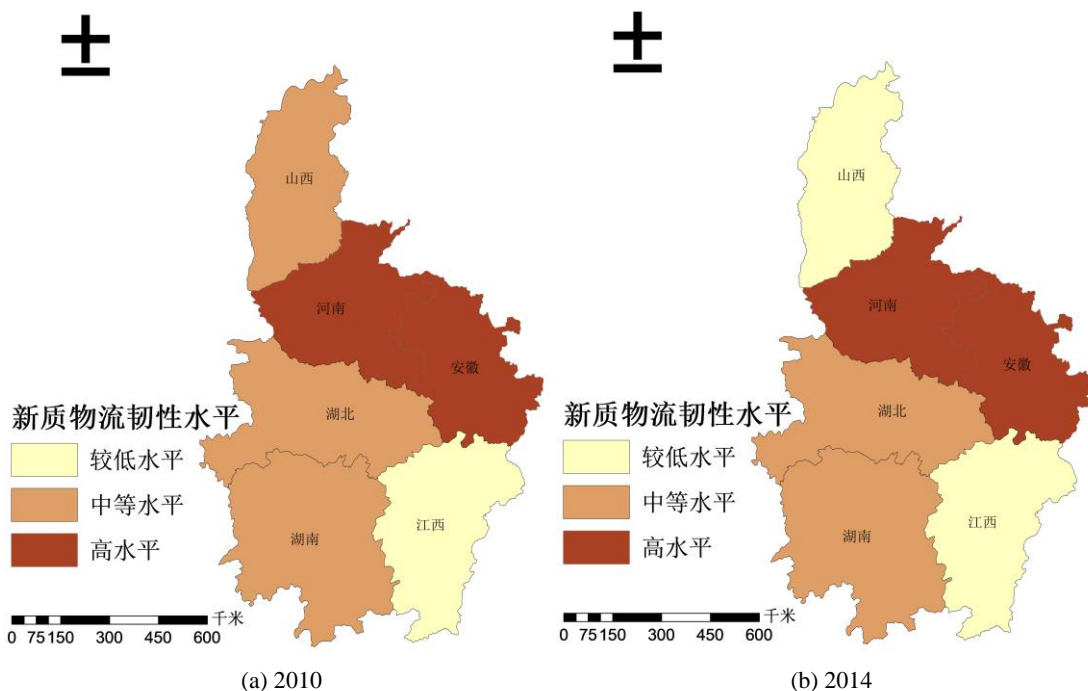 山西
河南
安徽
湖北
新质物流韧性水平
较低水平
中等水平
江西
湖南
高水平
千米
0 75 150 300 450 600
(a) 2010
山西
河南
安徽
湖北
新质物流韧性水平
较低水平
中等水平
江西
湖南
高水平
千米
0 75 150 300 450 600
(b) 2014